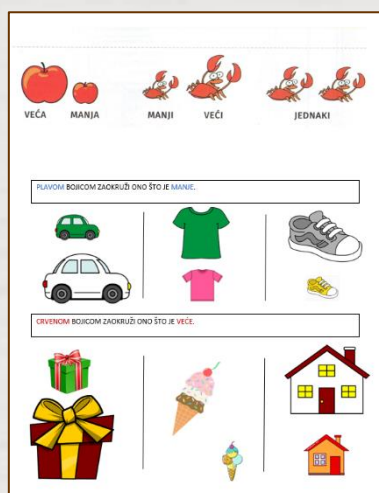 VEĆA MANJA MANJI VEĆI JEDNAKI
PLAVOM BOJICOM ZAOKRUŽI ONO ŠTO JE MANJE.
CRVENOM BOJICOM ZAOKRUŽI ONO ŠTO JE VEĆE.